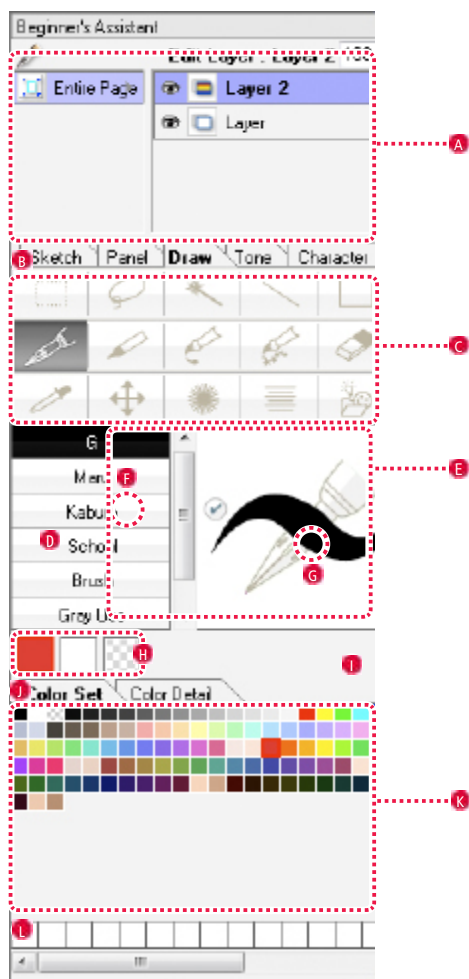 Beginner's Assistant
Edit Layer : Layer 2 100
Entire Page
Layer 2
Layer
A
B Sketch Panel Draw Tone Character
C
G
E
F
D School
Brush
G
H
I
J Color Set Color Detail
K
L